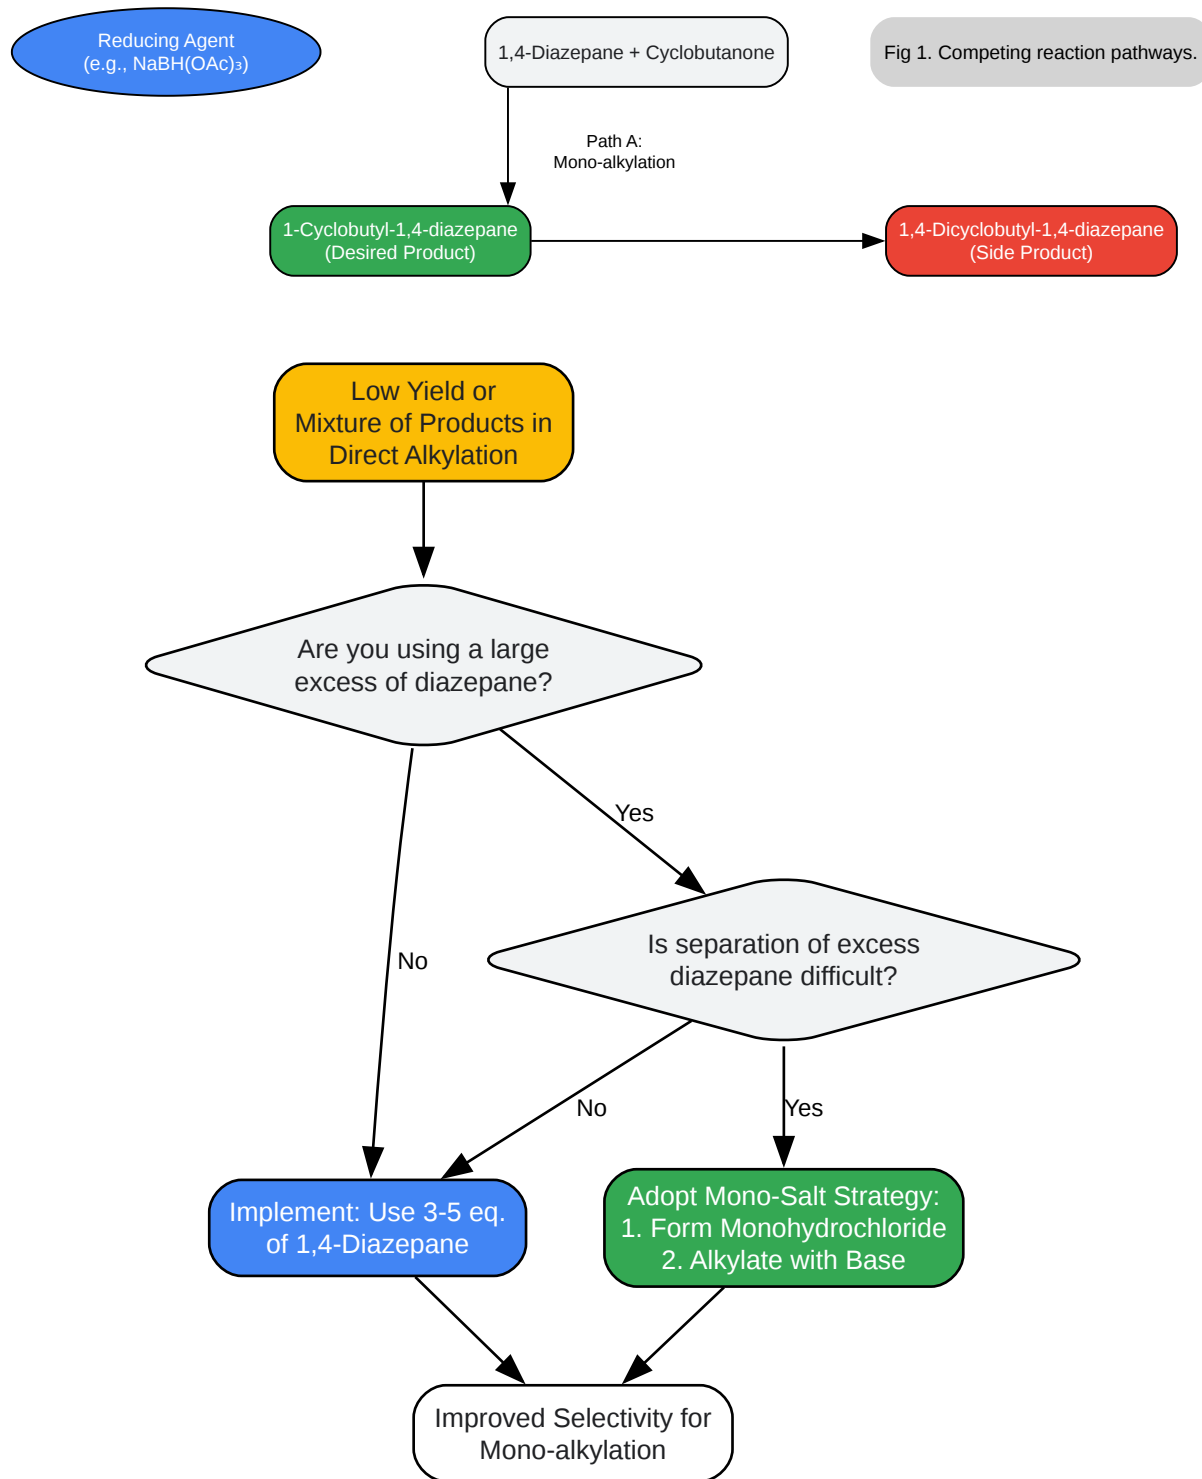 Reducing Agent
(e.g., NaBH(OAc)₃)
1,4-Diazepane + Cyclobutanone
Fig 1. Competing reaction pathways.
Path A:
Mono-alkylation
1-Cyclobutyl-1,4-diazepane
(Desired Product)
1,4-Dicyclobutyl-1,4-diazepane
(Side Product)
Low Yield or
Mixture of Products in
Direct Alkylation
Are you using a large
excess of diazepane?
Yes
No
Is separation of excess
diazepane difficult?
No
Yes
Implement: Use 3-5 eq.
of 1,4-Diazepane
Adopt Mono-Salt Strategy:
1. Form Monohydrochloride
2. Alkylate with Base
Improved Selectivity for
Mono-alkylation